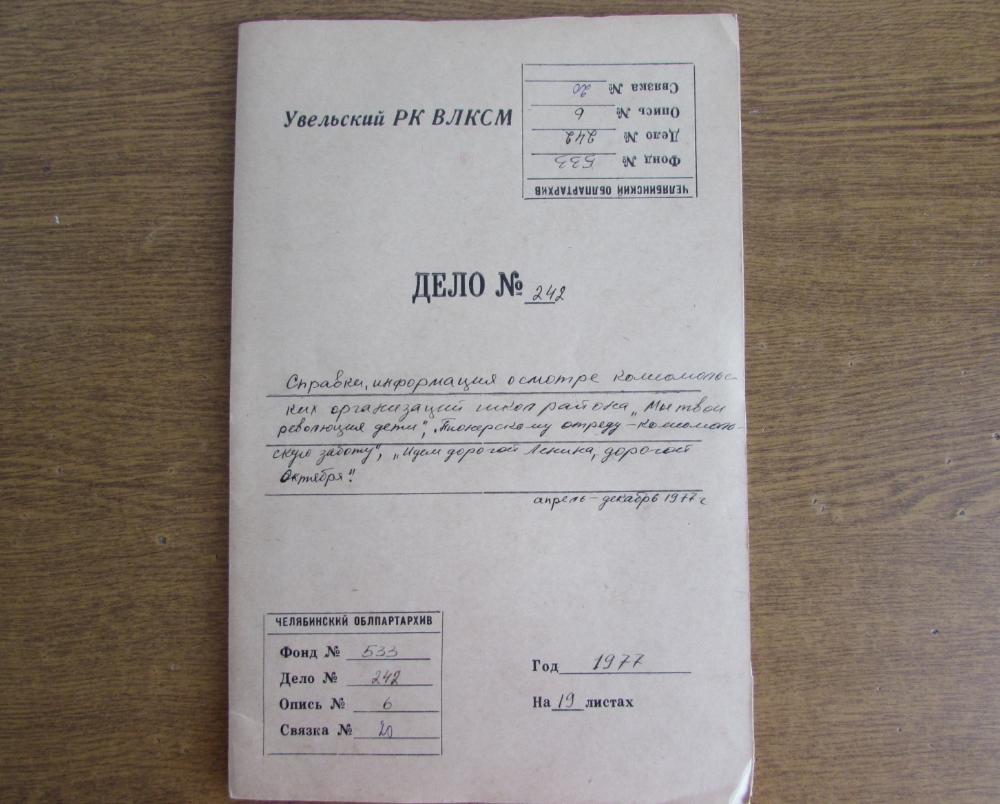 Увельский РК ВЛКСМ
Связка № 20
Опись № 6
Дело № 242
Фонд № 533
ЧЕЛЯБИНСКИЙ ОБЛПАРТАРХИВ
ДЕЛО № 242
Справки, информация о смотре комсомольс-
ких организаций школ района „Мы твои
революция дети", „Пионерскому отряду – комсомоль-
скую заботу", „Идем дорогой Ленина, дорогой
Октября".
апрель – декабрь 1977 г
ЧЕЛЯБИНСКИЙ ОБЛПАРТАРХИВ
Фонд № 533
Дело № 242
Опись № 6
Связка № 20
Год 1977
На 19 листах